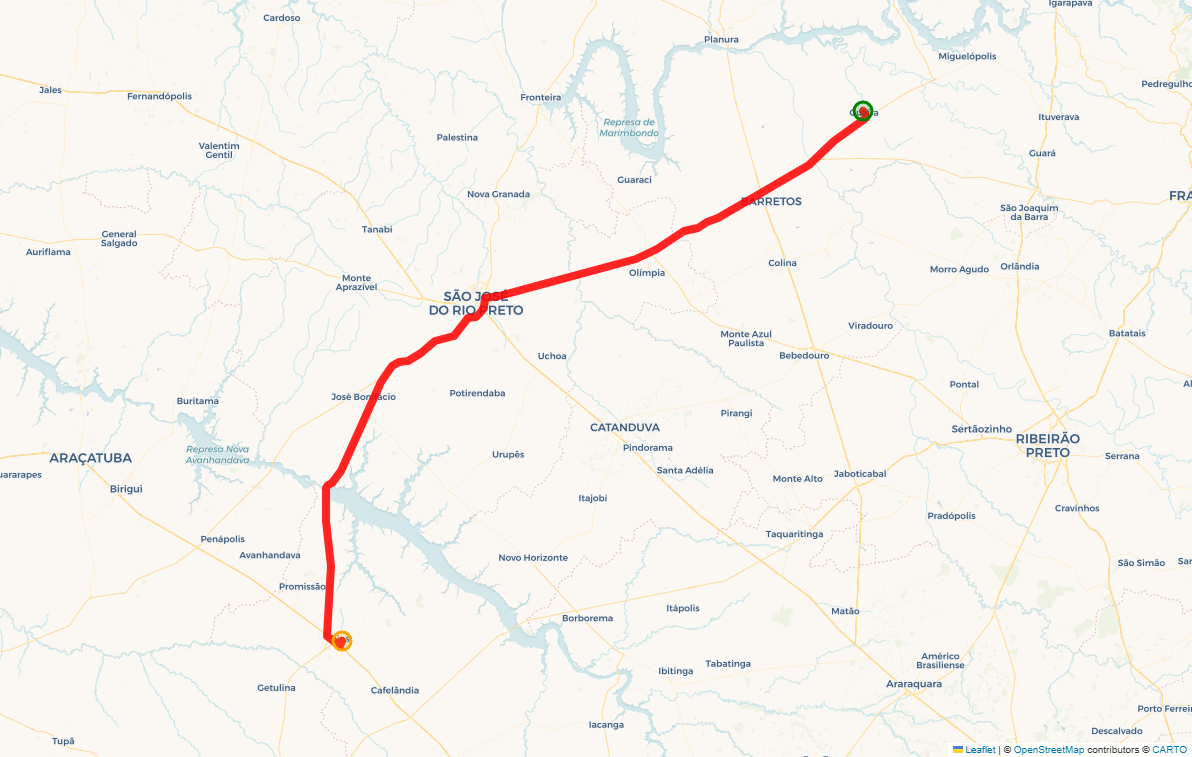 Cardoso
Igarapava
Planura
Miguelópolis
Jales
Fernandópolis
Fronteira
Pedregulho
Ituverava
Represa de
Marimbondo
Palestina
Valentim
Gentil
Guará
Guaraci
Nova Granada
BARRETOS
FRA
São Joaquim
da Barra
General
Salgado
Tanabi
Auriflama
Colina
Morro Agudo
Orlândia
Olímpia
Monte
Aprazível
SÃO JOSÉ
DO RIO PRETO
Viradouro
Batatais
Monte Azul
Paulista
Uchoa
Bebedouro
Pontal
José Bonifácio
Potirendaba
Buritama
Pirangi
CATANDUVA
Sertãozinho
RIBEIRÃO
PRETO
Represa Nova
Avanhandava
Pindorama
Urupês
ARAÇATUBA
Serrana
Santa Adélia
Jaboticabal
uararapes
Monte Alto
Birigui
Itajobi
Cravinhos
Pradópolis
Taquaritinga
Penápolis
Avanhandava
Novo Horizonte
São Simão
Promissão
Itápolis
Matão
Borborema
Américo
Brasiliense
Tabatinga
Ibitinga
Araraquara
Getulina
Cafelândia
Porto Ferrei
Iacanga
Descalvado
Tupã
Leaflet | © OpenStreetMap contributors © CARTO